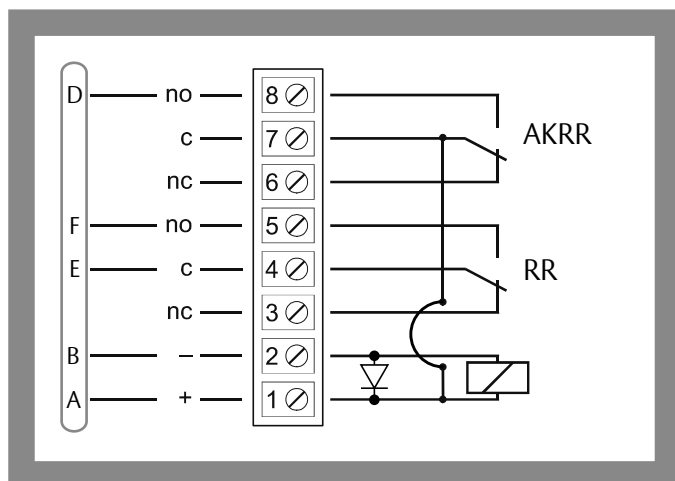 D no 8
c 7 AKRR
nc 6
F no 5
E c 4 RR
nc 3
B – 2
A + 1